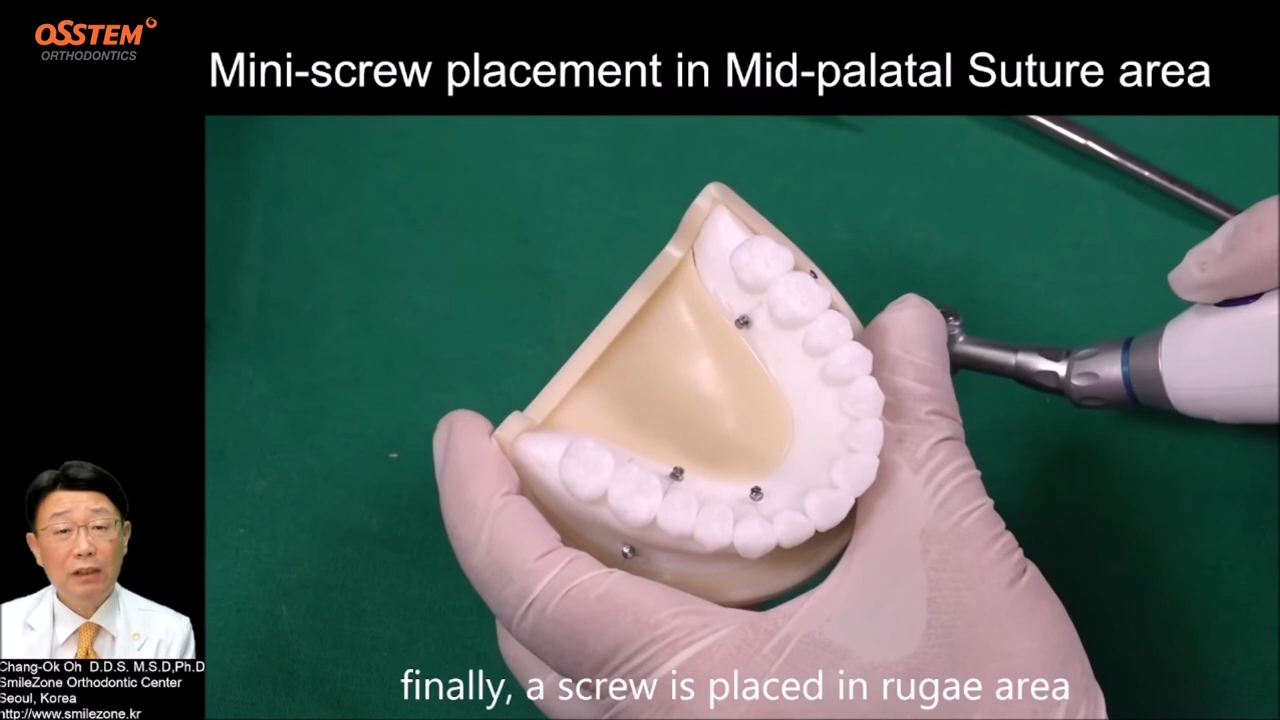 OSSTEM
ORTHODONTICS
Mini-screw placement in Mid-palatal Suture area
Chang-Ok Oh D.D.S. M.S.D,Ph.D
SmileZone Orthodontic Center
Seoul, Korea
http://www.smilezone.kr
finally, a screw is placed in rugae area